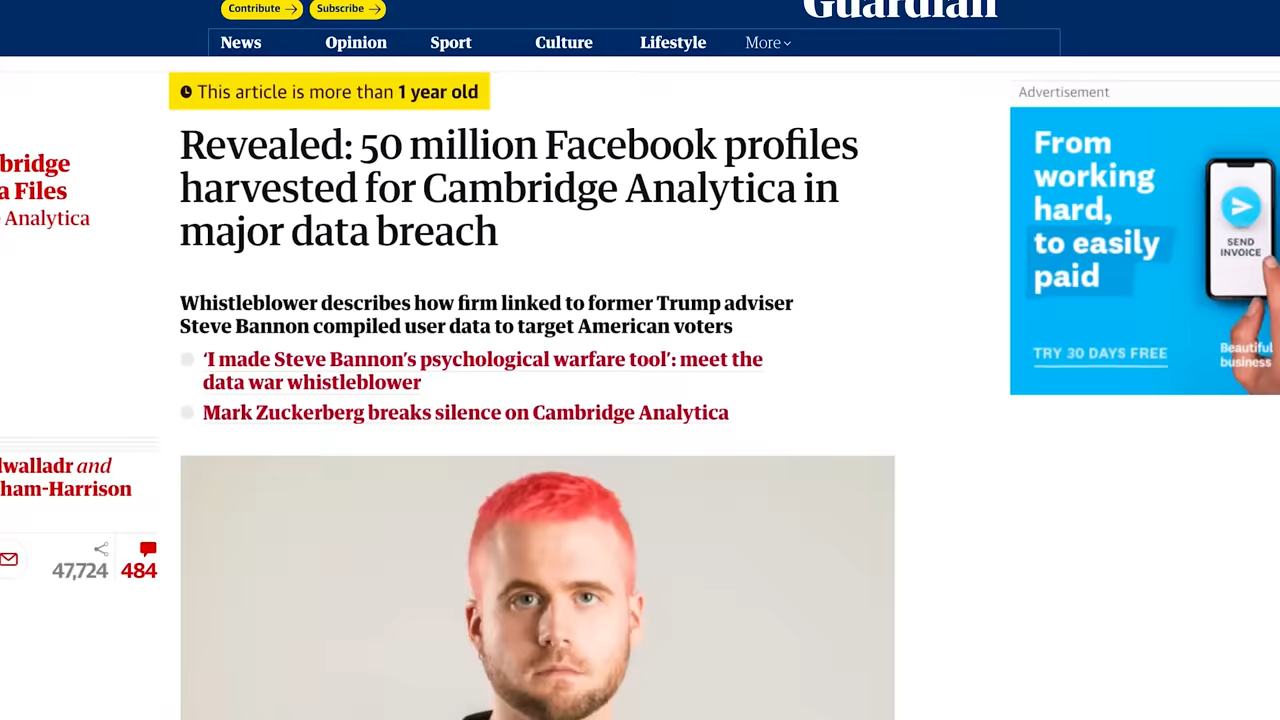 Contribute →
Subscribe →
Guardian
News
Opinion
Sport
Culture
Lifestyle
More
This article is more than 1 year old
Advertisement
bridge
a Files
Analytica
Revealed: 50 million Facebook profiles
harvested for Cambridge Analytica in
major data breach
Whistleblower describes how firm linked to former Trump adviser
Steve Bannon compiled user data to target American voters
‘I made Steve Bannon’s psychological warfare tool’: meet the
data war whistleblower
Mark Zuckerberg breaks silence on Cambridge Analytica
lwalladr and
ham-Harrison
47,724
484
From
working
hard,
to easily
paid
SEND
INVOICE
TRY 30 DAYS FREE
Beautiful
business